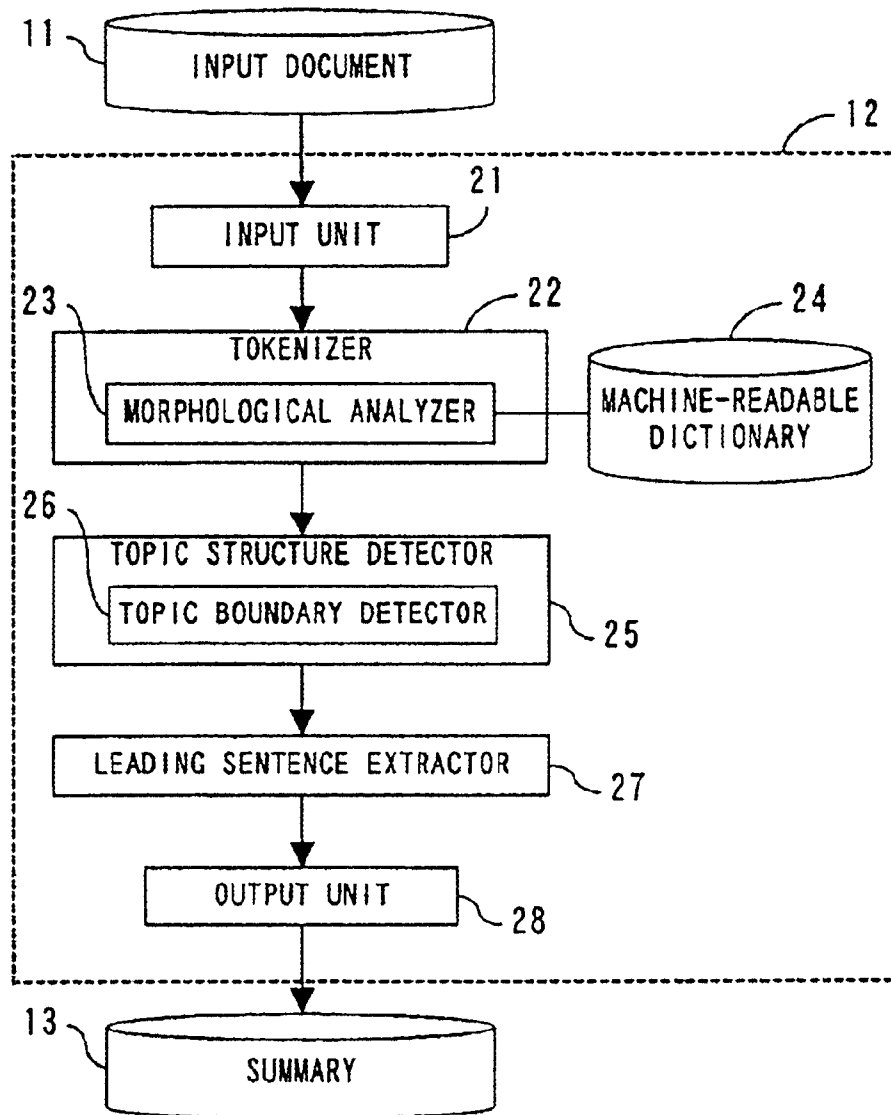 11
INPUT DOCUMENT
12
21
INPUT UNIT
23
22
24
TOKENIZER
MORPHOLOGICAL ANALYZER
MACHINE-READABLE
DICTIONARY
26
TOPIC STRUCTURE DETECTOR
TOPIC BOUNDARY DETECTOR
25
LEADING SENTENCE EXTRACTOR
27
OUTPUT UNIT
28
13
SUMMARY